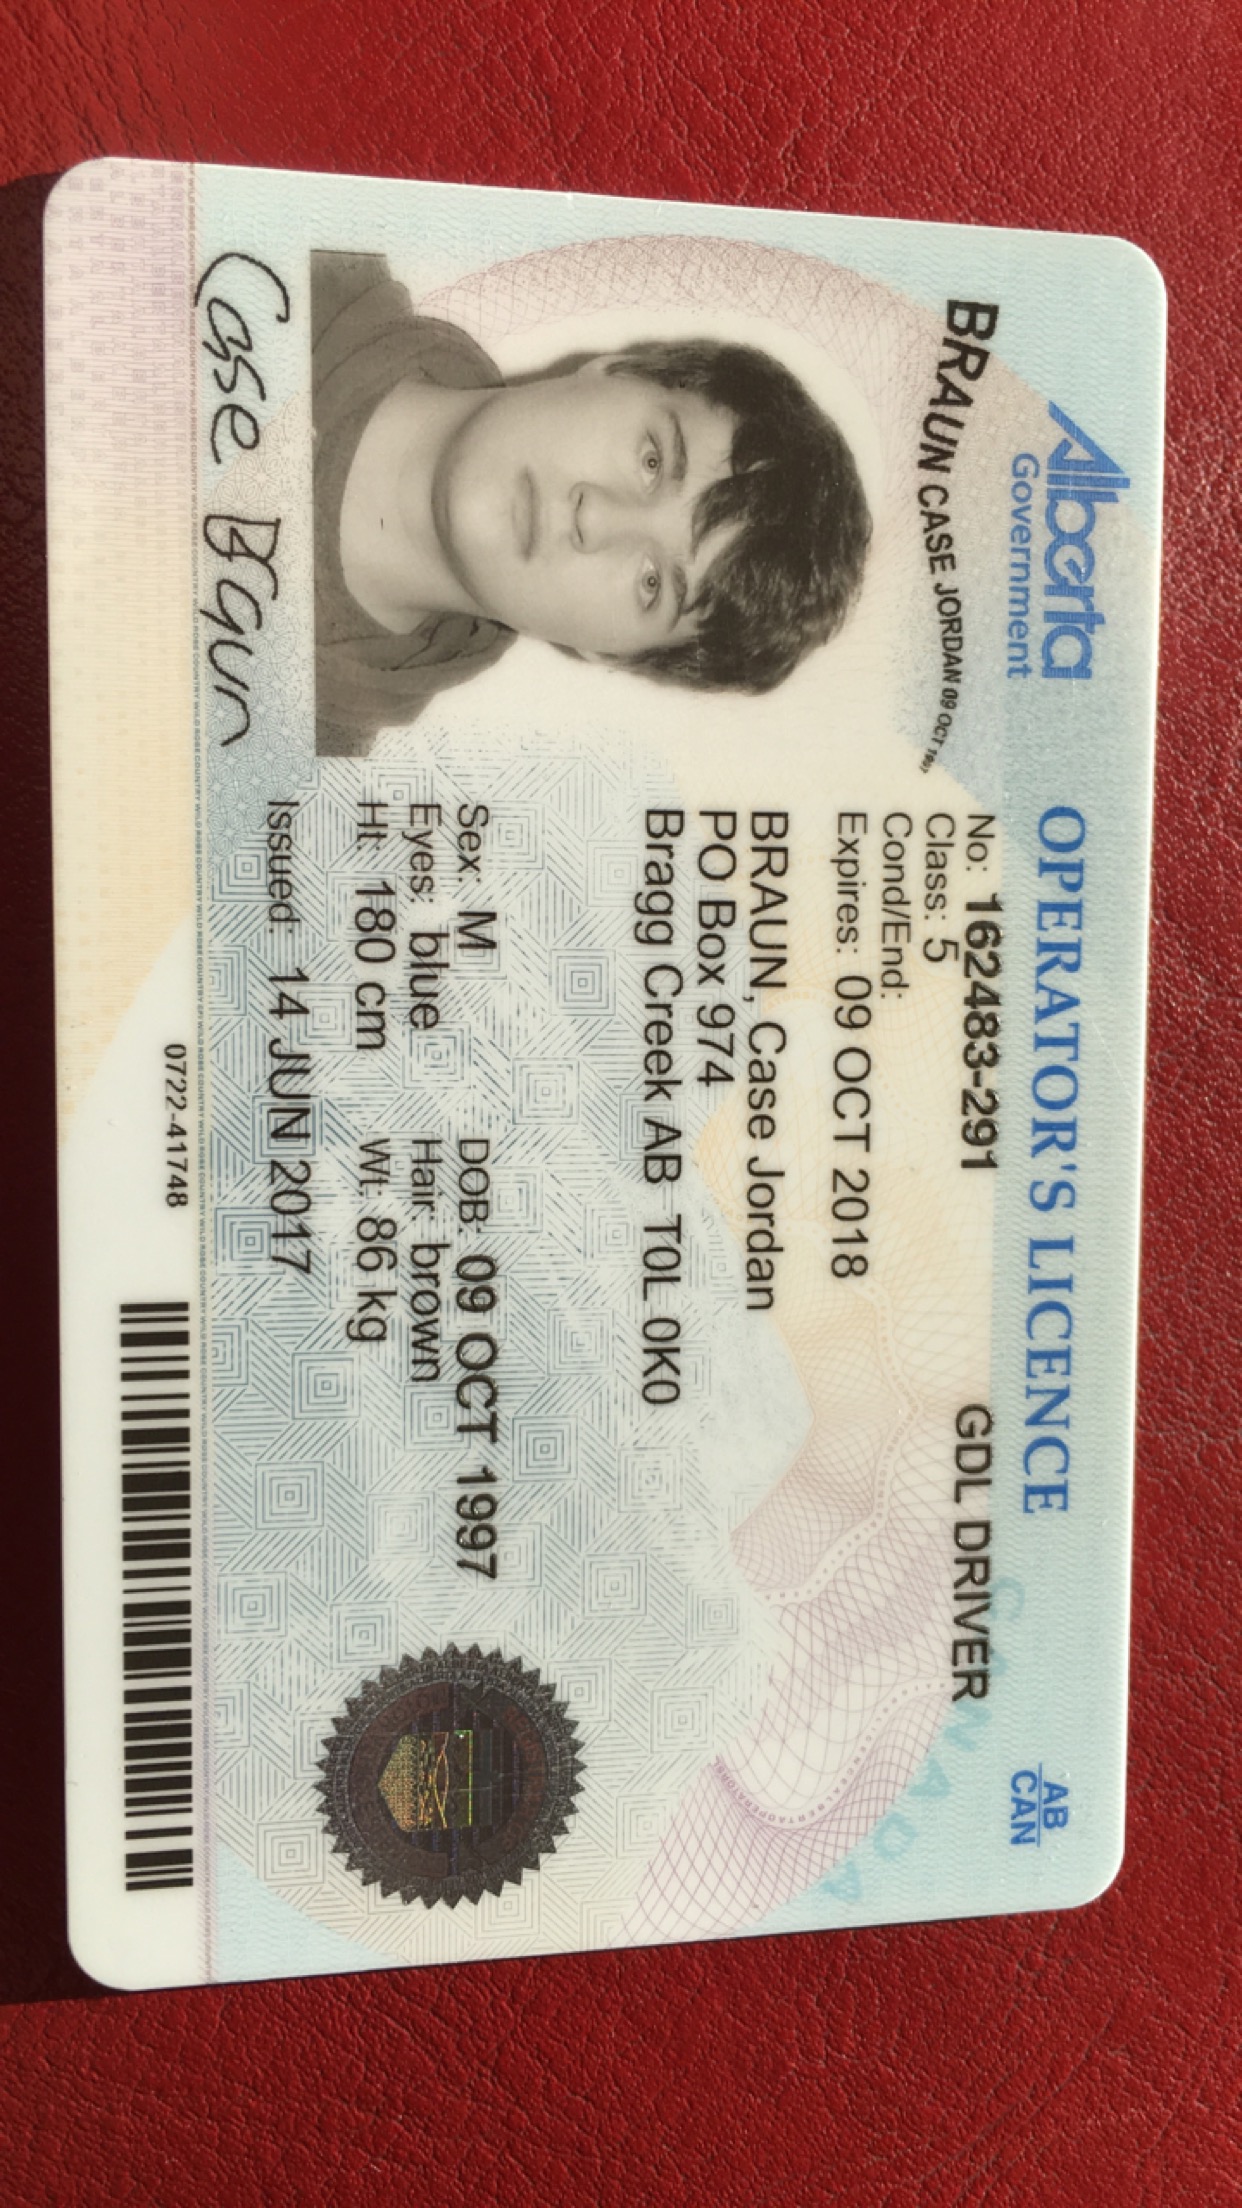 Alberta
Government
OPERATOR'S LICENCE
AB
CAN
BRAUN CASE JORDAN 09 OCT 1997
No: 162483-291
GDL DRIVER
Class: 5
Cond/End:
Expires: 09 OCT 2018
BRAUN, Case Jordan
PO Box 974
Bragg Creek AB T0L 0K0
Sex: M DOB: 09 OCT 1997
Eyes: blue Hair: brown
Ht: 180 cm Wt: 86 kg
Issued: 14 JUN 2017
Case Braun
0722-41748
CANADA